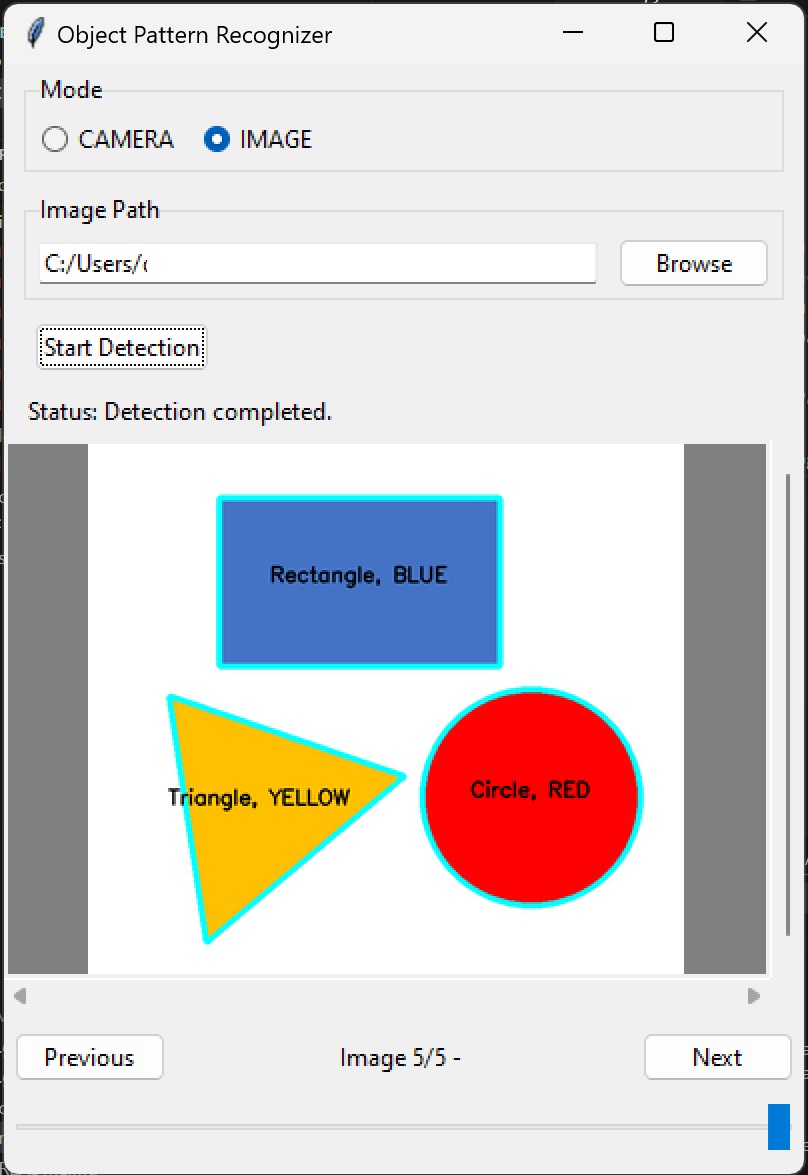 Object Pattern Recognizer
Mode
CAMERA IMAGE
Image Path
C:/Users/
Browse
Start Detection
Status: Detection completed.
Rectangle, BLUE
Triangle, YELLOW
Circle, RED
Previous
Image 5/5 -
Next